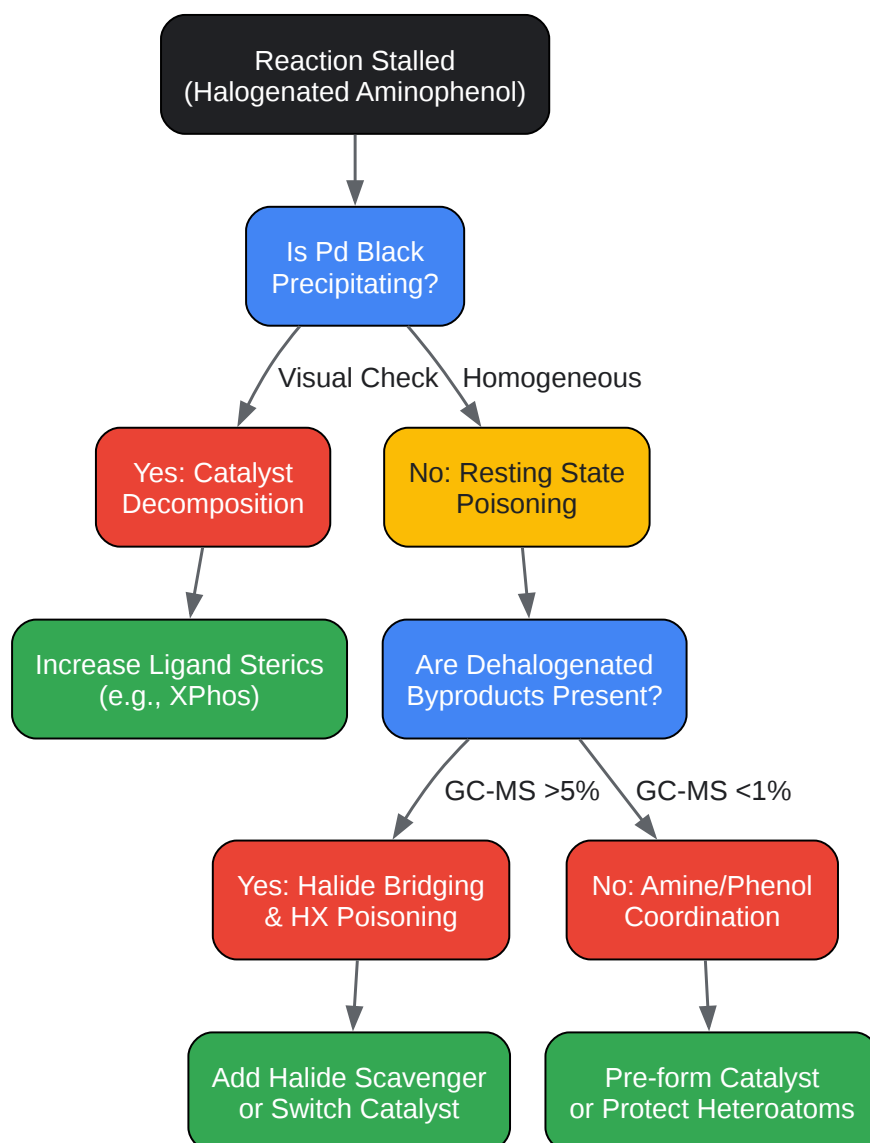 Reaction Stalled
(Halogenated Aminophenol)
Is Pd Black
Precipitating?
Visual Check
Homogeneous
Yes: Catalyst
Decomposition
No: Resting State
Poisoning
Increase Ligand Sterics
(e.g., XPhos)
Are Dehalogenated
Byproducts Present?
GC-MS >5%
GC-MS <1%
Yes: Halide Bridging
& HX Poisoning
No: Amine/Phenol
Coordination
Add Halide Scavenger
or Switch Catalyst
Pre-form Catalyst
or Protect Heteroatoms